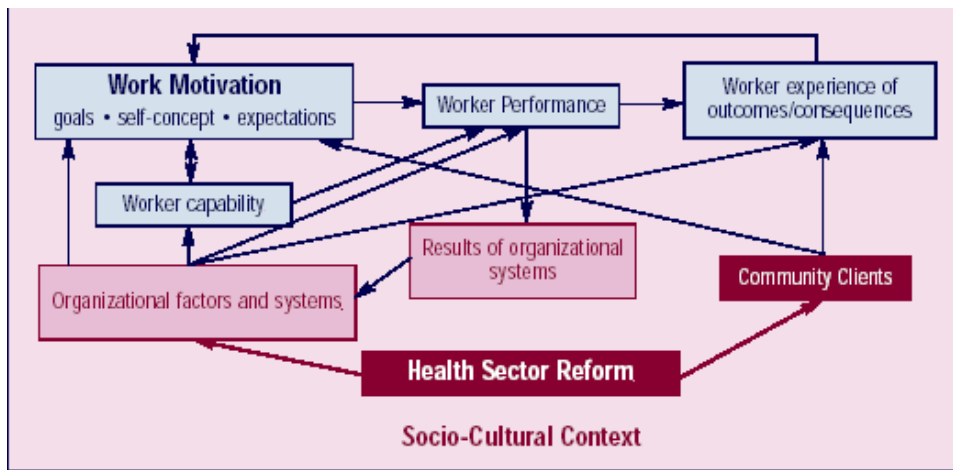 Work Motivation
goals • self-concept • expectations
Worker Performance
Worker experience of
outcomes/consequences
Worker capability
Results of organizational
systems
Organizational factors and systems.
Community Clients
Health Sector Reform
Socio-Cultural Context